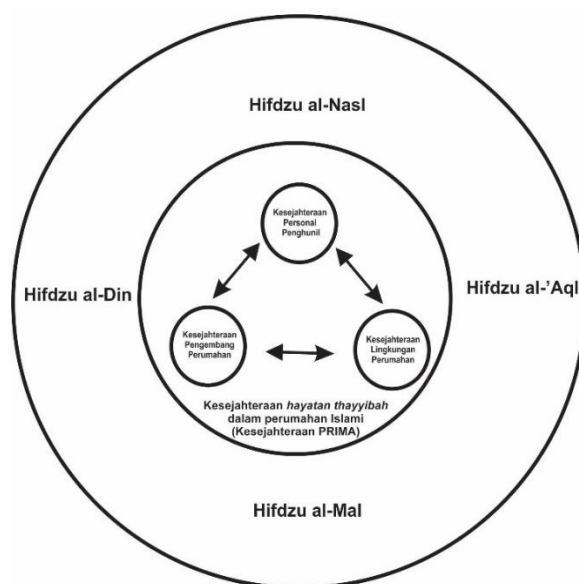 Hifdzu al-Nasl
Kesejahteraan
Personal
Penghunil
Hifdzu al-Din
Hifdzu al-'Aql
Kesejahteraan
Pengembang
Perumahan
Kesejahteraan
Lingkungan
Perumahan
Kesejahteraan hayatan thayyibah
dalam perumahan Islami
(Kesejahteraan PRIMA)
Hifdzu al-Mal